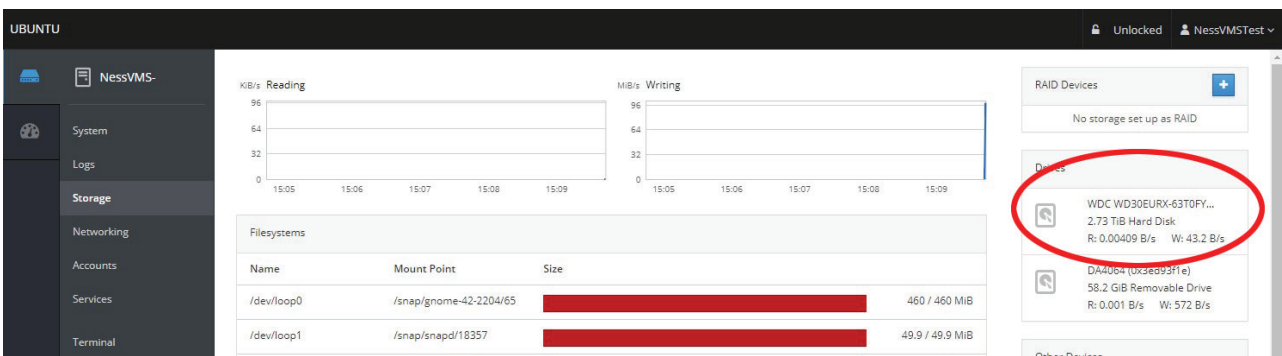 UBUNTU
Unlocked
NessVMSTest
NessVMS-
System
Logs
Storage
Networking
Accounts
Services
Terminal
KiB/s Reading
96
64
32
0
15:05 15:06 15:07 15:08 15:09
MiB/s Writing
96
64
32
0
15:05 15:06 15:07 15:08 15:09
Filesystems
Name Mount Point Size
/dev/loop0 /snap/gnome-42-2204/65 460 / 460 MiB
/dev/loop1 /snap/snapd/18357 49.9 / 49.9 MiB
RAID Devices
No storage set up as RAID
Drives
WDC WD30EURX-63T0FY...
2.73 TiB Hard Disk
R: 0.00409 B/s W: 43.2 B/s
DA4064 (0x3ed93f1e)
58.2 GiB Removable Drive
R: 0.001 B/s W: 572 B/s
Other Devices